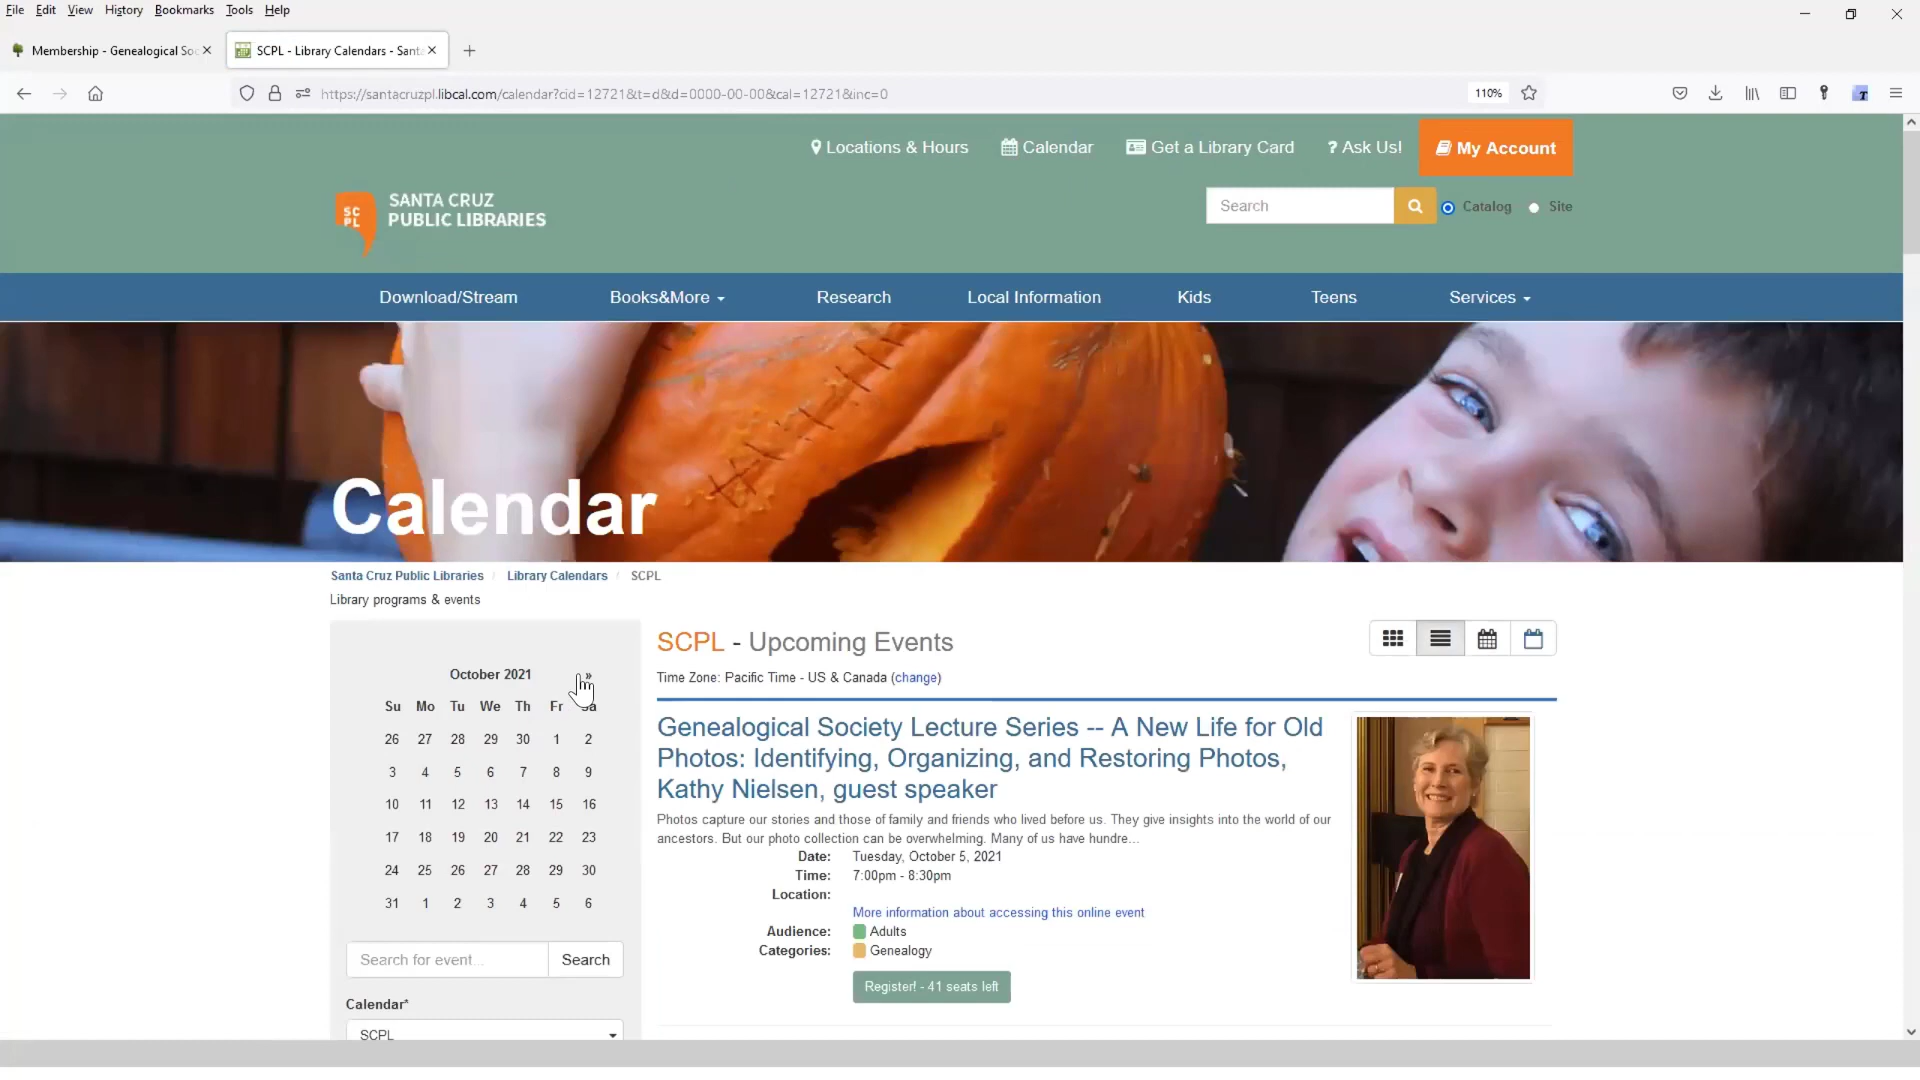 File Edit View History Bookmarks Tools Help
Membership - Genealogical Soc
SCPL - Library Calendars - Santa
https://santacruzpl.libcal.com/calendar?cid=12721&t=d&d=0000-00-00&cal=12721&inc=0
110%
Locations & Hours
Calendar
Get a Library Card
? Ask Us!
My Account
SC
PL
SANTA CRUZ
PUBLIC LIBRARIES
Search
Catalog
Site
Download/Stream
Books&More
Research
Local Information
Kids
Teens
Services
Calendar
Santa Cruz Public Libraries / Library Calendars / SCPL
Library programs & events
October 2021 »
Su Mo Tu We Th Fr Sa
26 27 28 29 30 1 2
3 4 5 6 7 8 9
10 11 12 13 14 15 16
17 18 19 20 21 22 23
24 25 26 27 28 29 30
31 1 2 3 4 5 6
Search for event...
Search
Calendar*
SCPL
SCPL - Upcoming Events
Time Zone: Pacific Time - US & Canada (change)
Genealogical Society Lecture Series -- A New Life for Old
Photos: Identifying, Organizing, and Restoring Photos,
Kathy Nielsen, guest speaker
Photos capture our stories and those of family and friends who lived before us. They give insights into the world of our
ancestors. But our photo collection can be overwhelming. Many of us have hundre...
Date: Tuesday, October 5, 2021
Time: 7:00pm - 8:30pm
Location:
More information about accessing this online event
Audience: Adults
Categories: Genealogy
Register! - 41 seats left